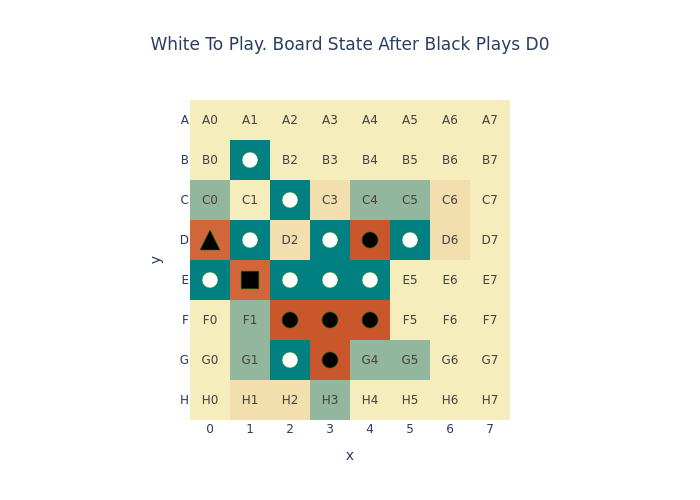 White To Play. Board State After Black Plays D0
A A0 A1 A2 A3 A4 A5 A6 A7
B B0 B2 B3 B4 B5 B6 B7
C C0 C1 C3 C4 C5 C6 C7
D D2 D6 D7
E E5 E6 E7
F F0 F1 F5 F6 F7
G G0 G1 G4 G5 G6 G7
H H0 H1 H2 H3 H4 H5 H6 H7
0 1 2 3 4 5 6 7
x
y